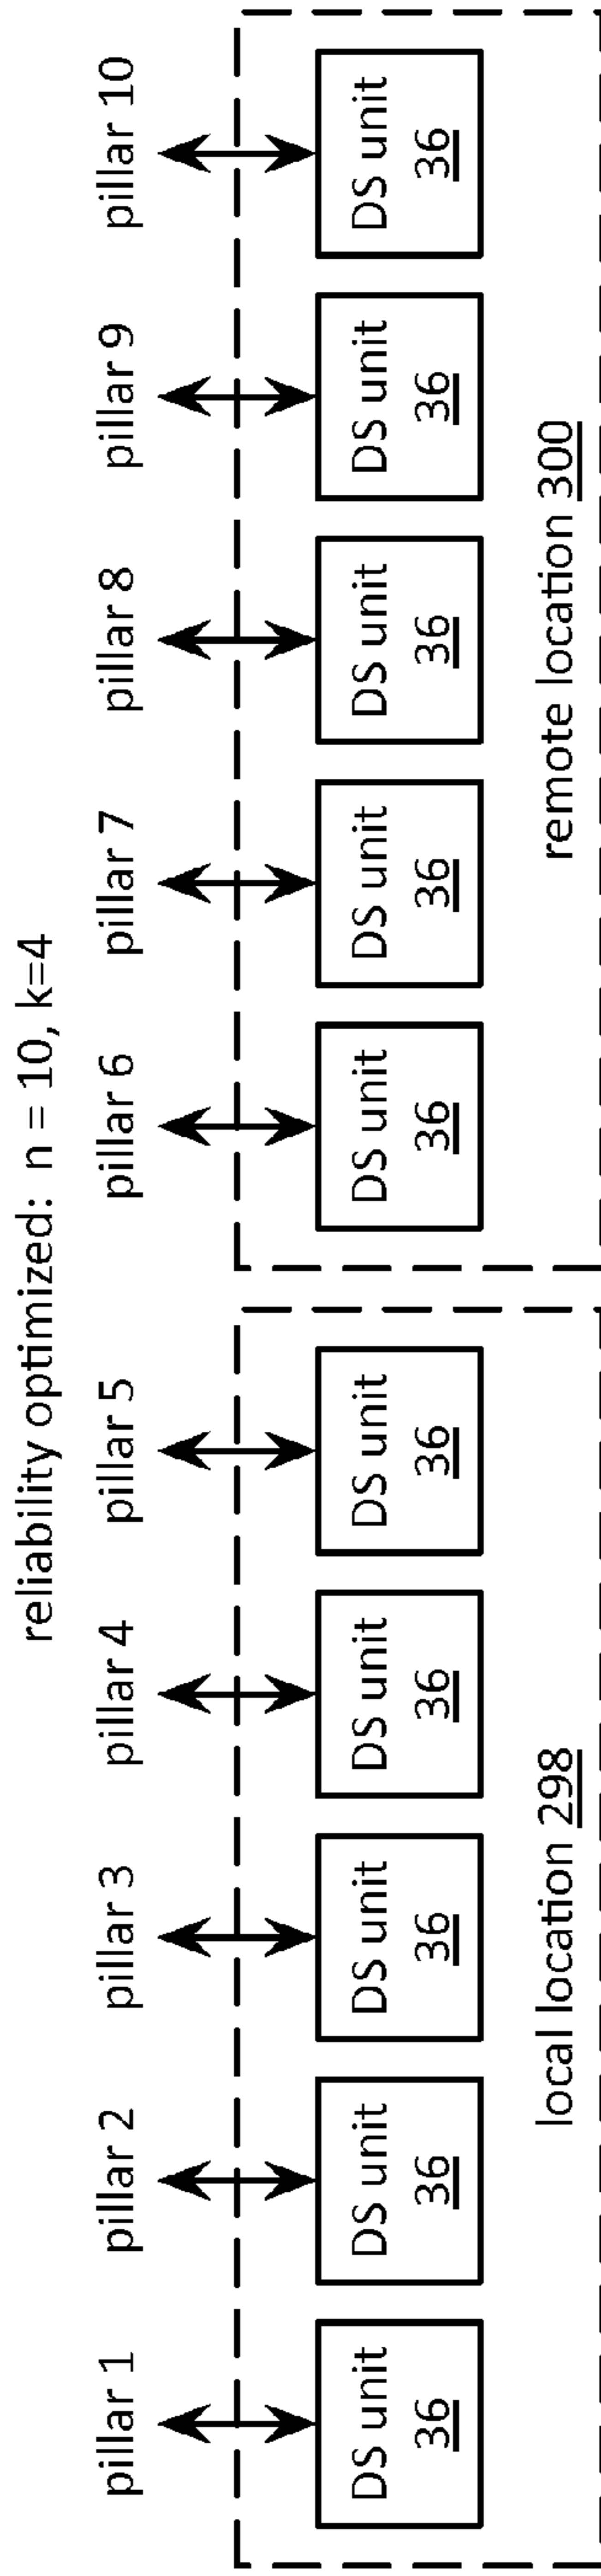 reliability optimized: n = 10, k=4
pillar 1 pillar 2 pillar 3 pillar 4 pillar 5 pillar 6 pillar 7 pillar 8 pillar 9 pillar 10
DS unit DS unit DS unit DS unit DS unit DS unit DS unit DS unit DS unit DS unit
36 36 36 36 36 36 36 36 36 36
local location 298 remote location 300